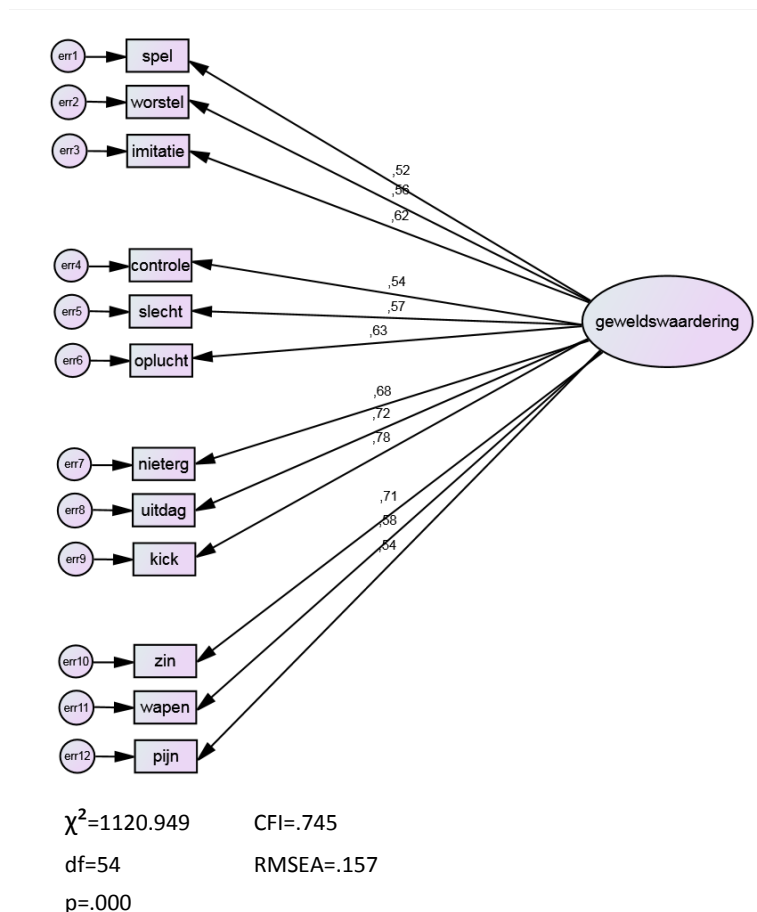 err1 spel
err2 worstel
err3 imitatie
,52
,56
,62
err4 controle
,54
err5 slecht
,57
geweldswaardering
,63
err6 oplucht
,68
,72
,78
err7 nieterg
err8 uitdag
,71
,58
,54
err9 kick
err10 zin
err11 wapen
err12 pijn
χ²=1120.949 CFI=.745
df=54 RMSEA=.157
p=.000